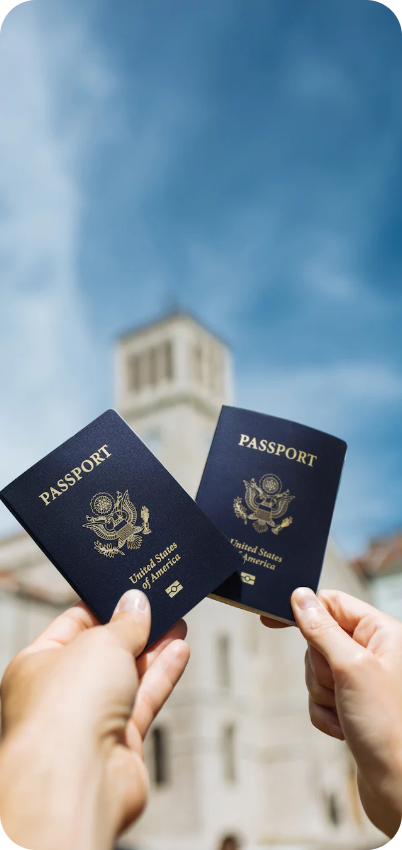 PASSPORT
United States
of America
PASSPORT
United States
of America